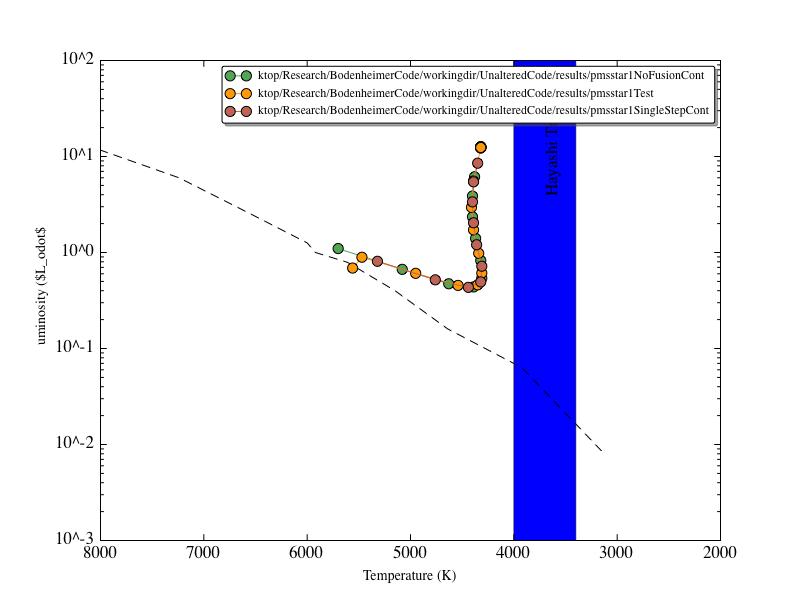 10^2
ktop/Research/BodenheimerCode/workingdir/UnalteredCode/results/pmsstar1NoFusionCont
ktop/Research/BodenheimerCode/workingdir/UnalteredCode/results/pmsstar1Test
ktop/Research/BodenheimerCode/workingdir/UnalteredCode/results/pmsstar1SingleStepCont
Hayashi
10^1
10^0
uminosity ($L_odot$
10^-1
10^-2
10^-3
8000 7000 6000 5000 4000 3000 2000
Temperature (K)